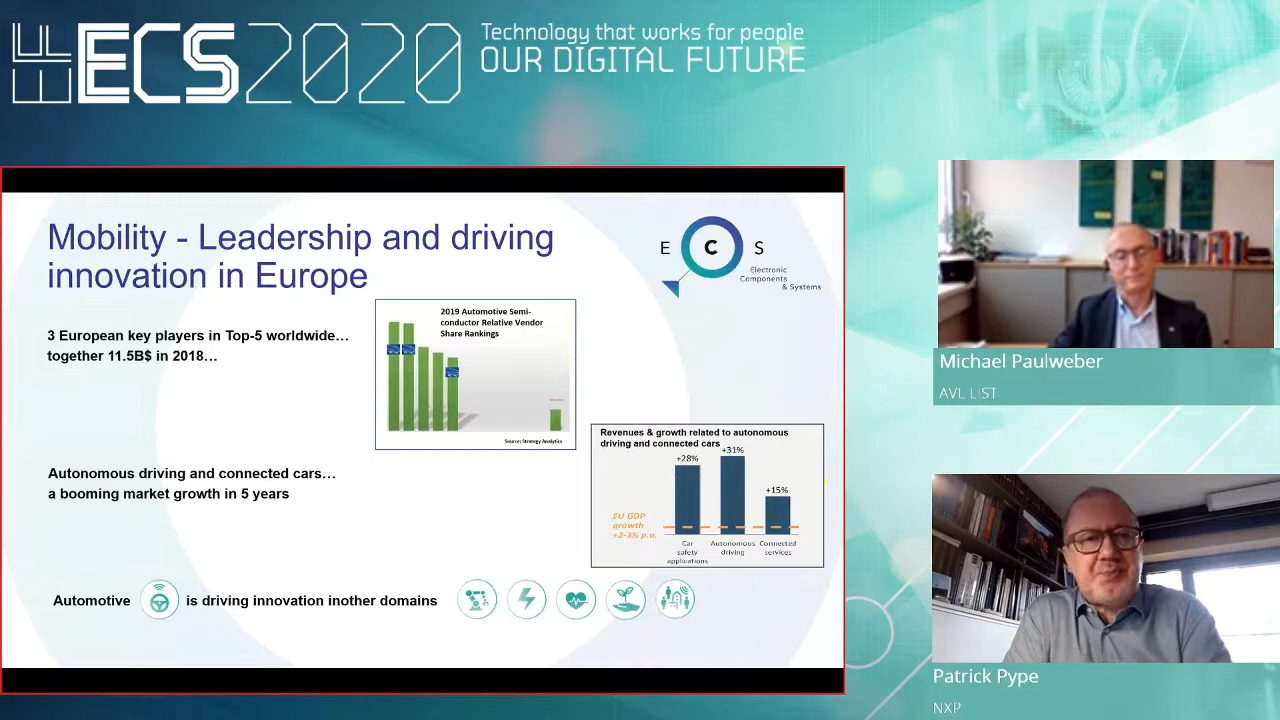 EF ECS 2020
Technology that works for people
OUR DIGITAL FUTURE
Mobility - Leadership and driving
innovation in Europe
E C S
Electronic
Components
& Systems
3 European key players in Top-5 worldwide…
together 11.5B$ in 2018…
2019 Automotive Semi-
conductor Relative Vendor
Share Rankings
Source: Strategy Analytics
Autonomous driving and connected cars…
a booming market growth in 5 years
Revenues & growth related to autonomous
driving and connected cars
+28%
+31%
+15%
EU GDP
growth
+2-3% p.a.
Car
safety
applications
Autonomous
driving
Connected
services
Automotive is driving innovation inother domains
Michael Paulweber
AVL LIST
Patrick Pype
NXP